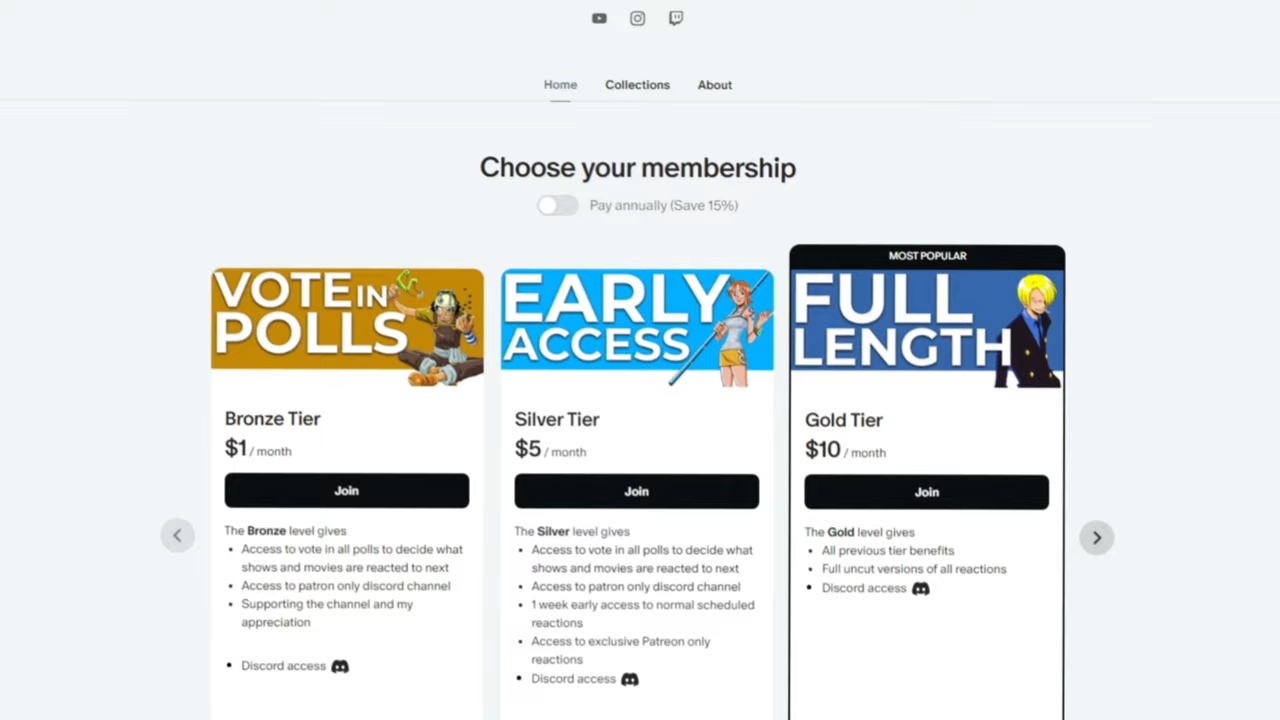 Home Collections About
Choose your membership
Pay annually (Save 15%)
VOTE IN
POLLS
Bronze Tier
$1 / month
Join
The Bronze level gives
• Access to vote in all polls to decide what
shows and movies are reacted to next
• Access to patron only discord channel
• Supporting the channel and my
appreciation
• Discord access
EARLY
ACCESS
Silver Tier
$5 / month
Join
The Silver level gives
• Access to vote in all polls to decide what
shows and movies are reacted to next
• Access to patron only discord channel
• 1 week early access to normal scheduled
reactions
• Access to exclusive Patreon only
reactions
• Discord access
MOST POPULAR
FULL
LENGTH
Gold Tier
$10 / month
Join
The Gold level gives
• All previous tier benefits
• Full uncut versions of all reactions
• Discord access